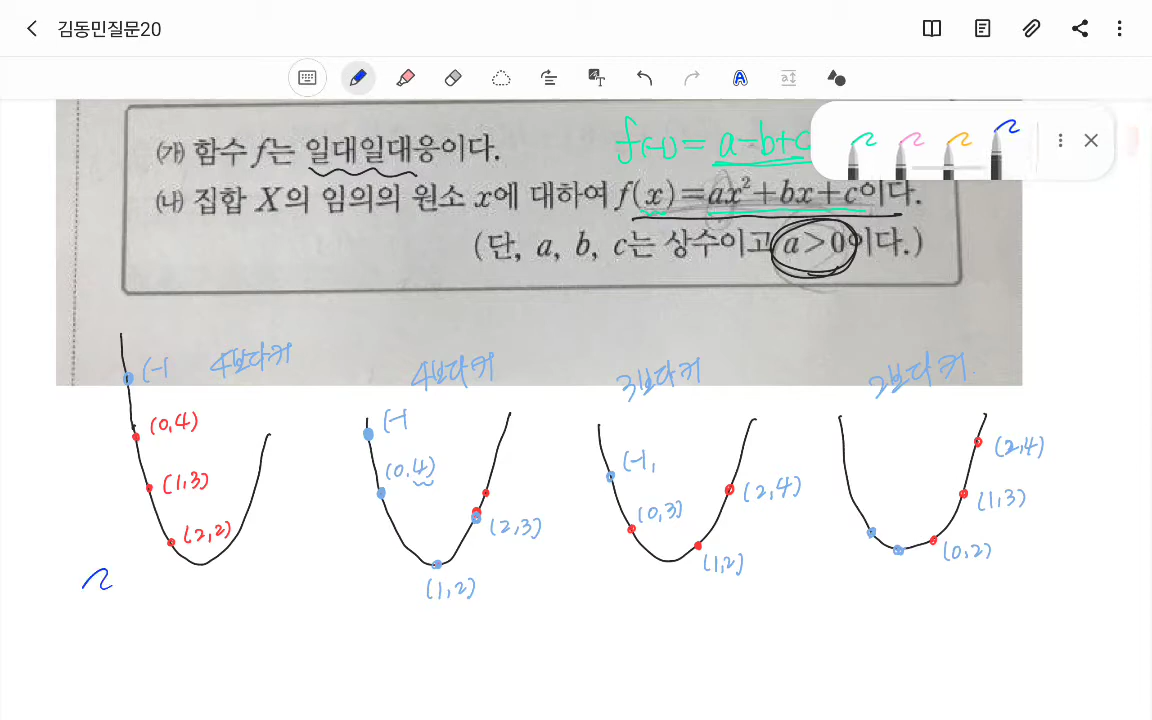 김동민질문20
(가) 함수 f는 일대일대응이다.
f(-1) = a-b+c
(나) 집합 X의 임의의 원소 x에 대하여 f(x)=ax²+bx+c이다.
(단, a, b, c는 상수이고 a>0이다.)
(-1
4보다커
(0,4)
(1,3)
(2,2)
4보다커
(-1
(0,4)
(2,3)
(1,2)
3보다커
(-1,
(0,3)
(2,4)
(1,2)
2보다커
(2,4)
(1,3)
(0,2)